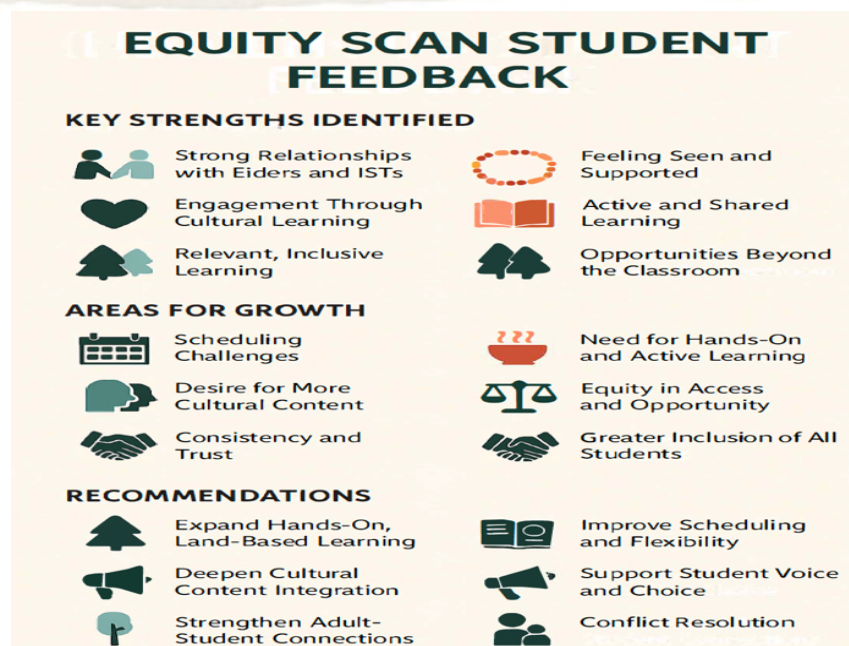 EQUITY SCAN STUDENT
FEEDBACK
KEY STRENGTHS IDENTIFIED
Strong Relationships
with Eiders and ISTs
Feeling Seen and
Supported
Engagement Through
Cultural Learning
Active and Shared
Learning
Relevant, Inclusive
Learning
Opportunities Beyond
the Classroom
AREAS FOR GROWTH
Scheduling
Challenges
Need for Hands-On
and Active Learning
Desire for More
Cultural Content
Equity in Access
and Opportunity
Consistency and
Trust
Greater Inclusion of All
Students
RECOMMENDATIONS
Expand Hands-On,
Land-Based Learning
Improve Scheduling
and Flexibility
Deepen Cultural
Content Integration
Support Student Voice
and Choice
Strengthen Adult-
Student Connections
Conflict Resolution